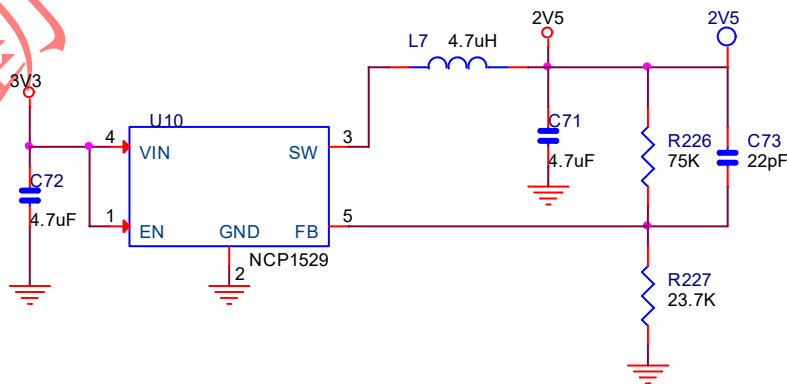 2V5
2V5
L7 4.7uH
3V3
U10
4
VIN
SW
3
C71
4.7uF
R226
75K
C73
22pF
C72
4.7uF
1
EN
GND
FB
5
NCP1529
2
R227
23.7K